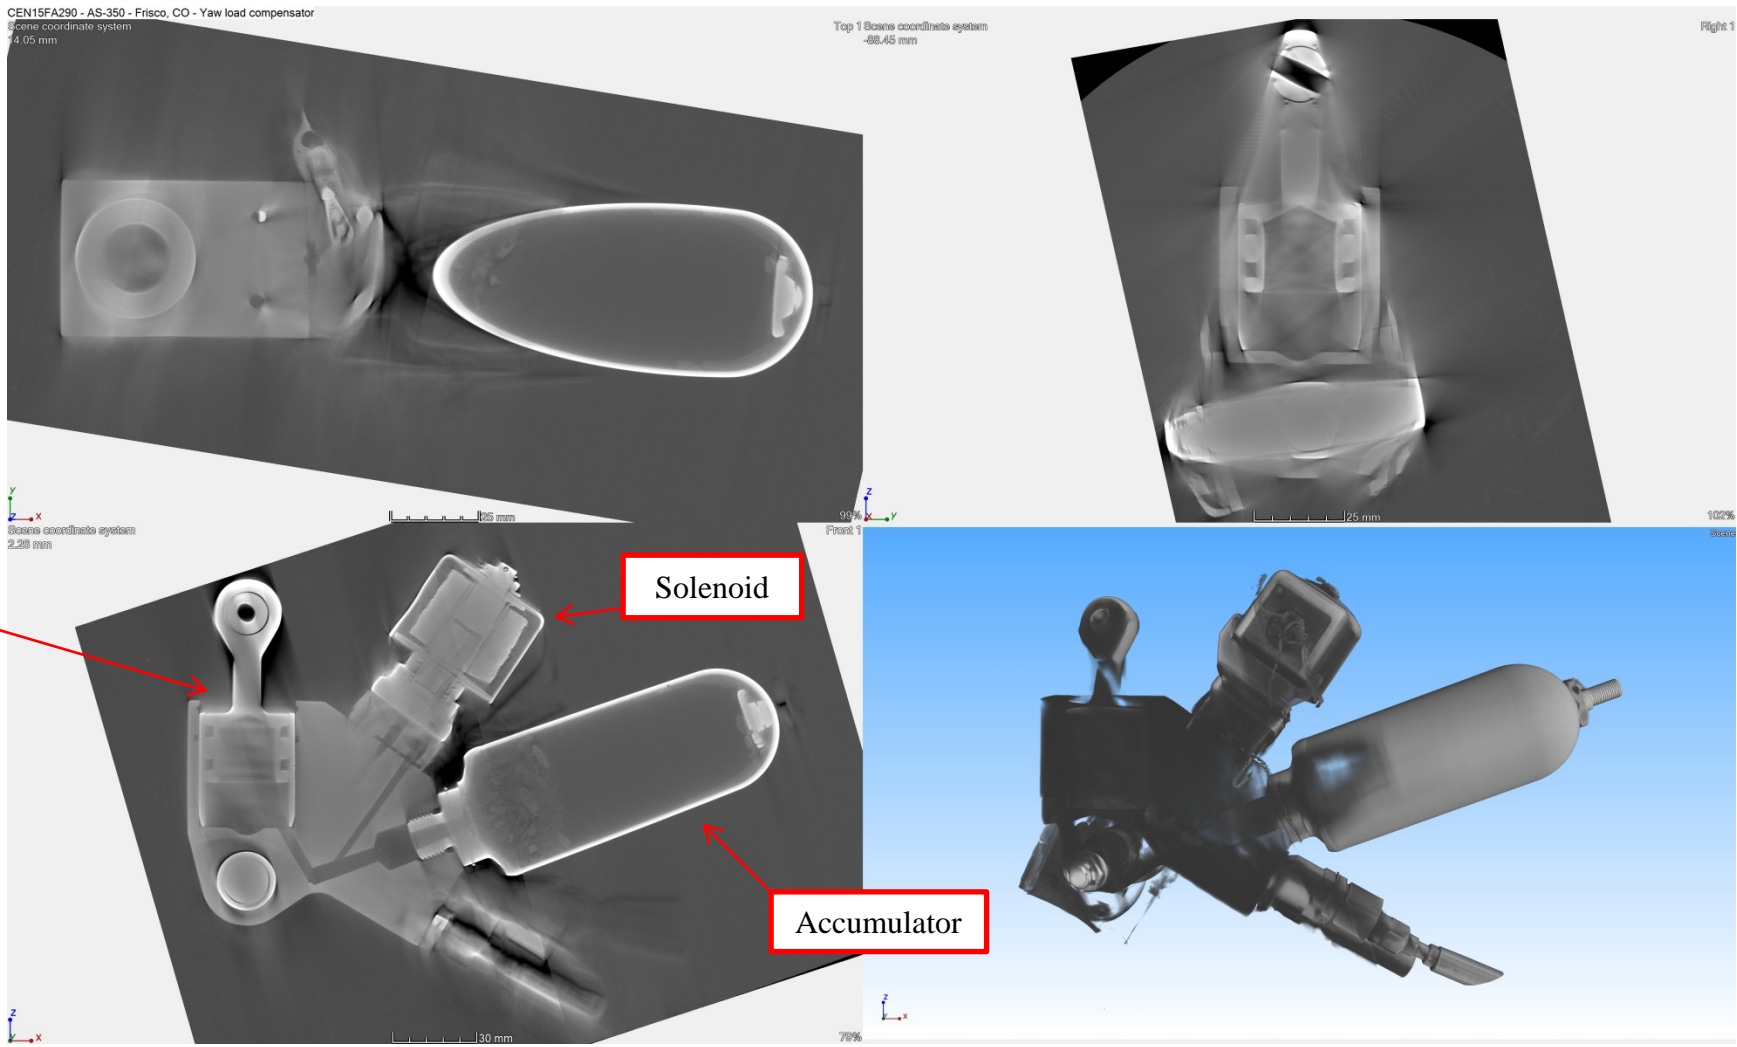 CEN15FA290 - AS-350 - Frisco, CO - Yaw load compensator
Scene coordinate system
14.05 mm
Top 1
Scene coordinate system
-88.45 mm
Right 1
y
z x
25 mm
99%
z
x y
25 mm
102%
Scene coordinate system
2.26 mm
Front 1
Scene
Solenoid
Accumulator
z
y x
30 mm
79%
z
y x